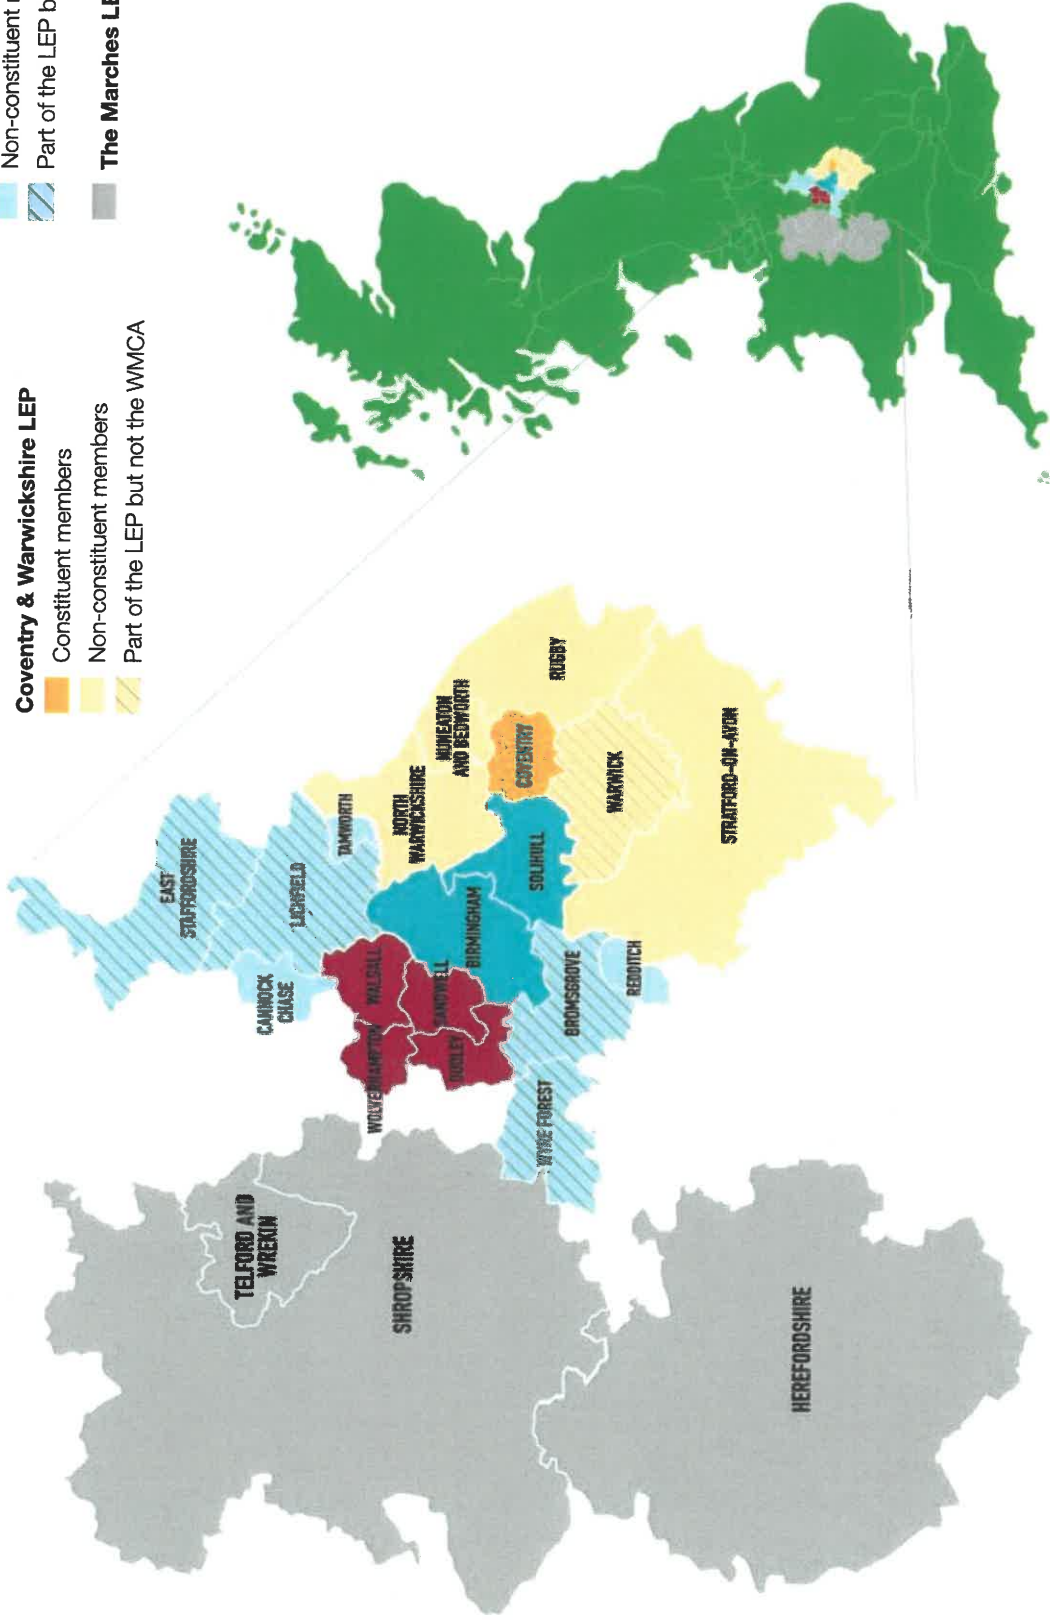 Coventry & Warwickshire LEP
Constituent members
Non-constituent members
Part of the LEP but not the WMCA
Non-constituent
Part of the LEP
The Marches
EAST
STAFFORDSHIRE
LICHFIELD
TAMWORTH
CANNOCK
CHASE
NORTH
WARWICKSHIRE
NUNEATON
AND BEDWORTH
RUGBY
COVENTRY
WARWICK
STRATFORD-ON-AVON
SOLIHULL
BIRMINGHAM
WALSALL
SANDWELL
WOLVERHAMPTON
DUDLEY
BROMSGROVE
REDDITCH
WYRE FOREST
TELFORD AND
WREKIN
SHROPSHIRE
HEREFORDSHIRE